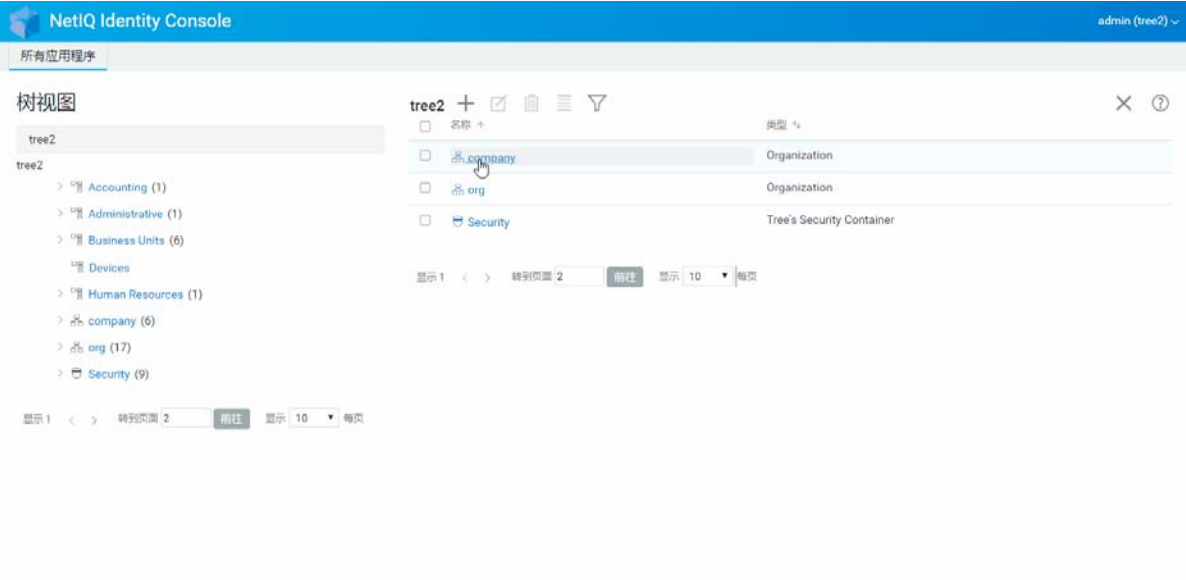 NetIQ Identity Console
admin (tree2)
所有应用程序
树视图
tree2
tree2
Accounting (1)
Administrative (1)
Business Units (6)
Devices
Human Resources (1)
company (6)
org (17)
Security (9)
显示 1 < > 转到页面 2 前往 显示 10 每页
tree2
名称 类型
company Organization
org Organization
Security Tree's Security Container
显示 1 < > 转到页面 2 前往 显示 10 每页